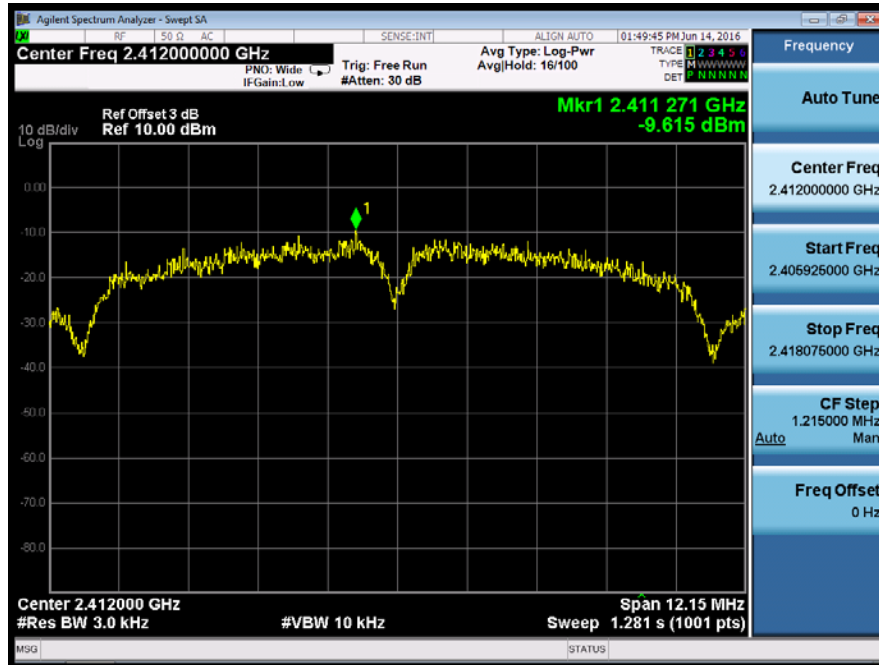 Agilent Spectrum Analyzer - Swept SA
RF 50 Ω AC SENSE:INT ALIGN AUTO 01:49:45 PM Jun 14, 2016
Center Freq 2.412000000 GHz
PNO: Wide
IFGain:Low
Trig: Free Run
#Atten: 30 dB
Avg Type: Log-Pwr
Avg|Hold: 16/100
TRACE 1 2 3 4 5 6
TYPE M WWWWW
DET P N N N N N
Frequency
Auto Tune
Mkr1 2.411 271 GHz
-9.615 dBm
Ref Offset 3 dB
10 dB/div Ref 10.00 dBm
Log
0.00
-10.0
-20.0
-30.0
-40.0
-50.0
-60.0
-70.0
-80.0
1
Center Freq
2.412000000 GHz
Start Freq
2.405925000 GHz
Stop Freq
2.418075000 GHz
CF Step
1.215000 MHz
Auto Man
Freq Offset
0 Hz
Center 2.412000 GHz Span 12.15 MHz
#Res BW 3.0 kHz #VBW 10 kHz Sweep 1.281 s (1001 pts)
MSG STATUS